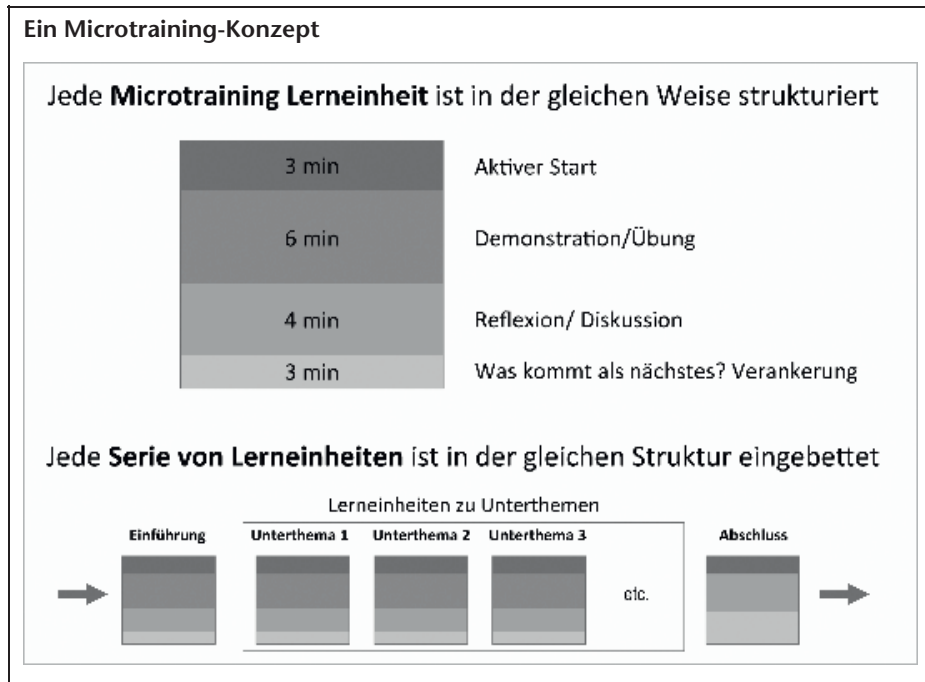 Ein Microtraining-Konzept
Jede Microtraining Lerneinheit ist in der gleichen Weise strukturiert
3 min Aktiver Start
6 min Demonstration/Übung
4 min Reflexion/ Diskussion
3 min Was kommt als nächstes? Verankerung
Jede Serie von Lerneinheiten ist in der gleichen Struktur eingebettet
Lerneinheiten zu Unterthemen
Einführung Unterthema 1 Unterthema 2 Unterthema 3 Abschluss
etc.